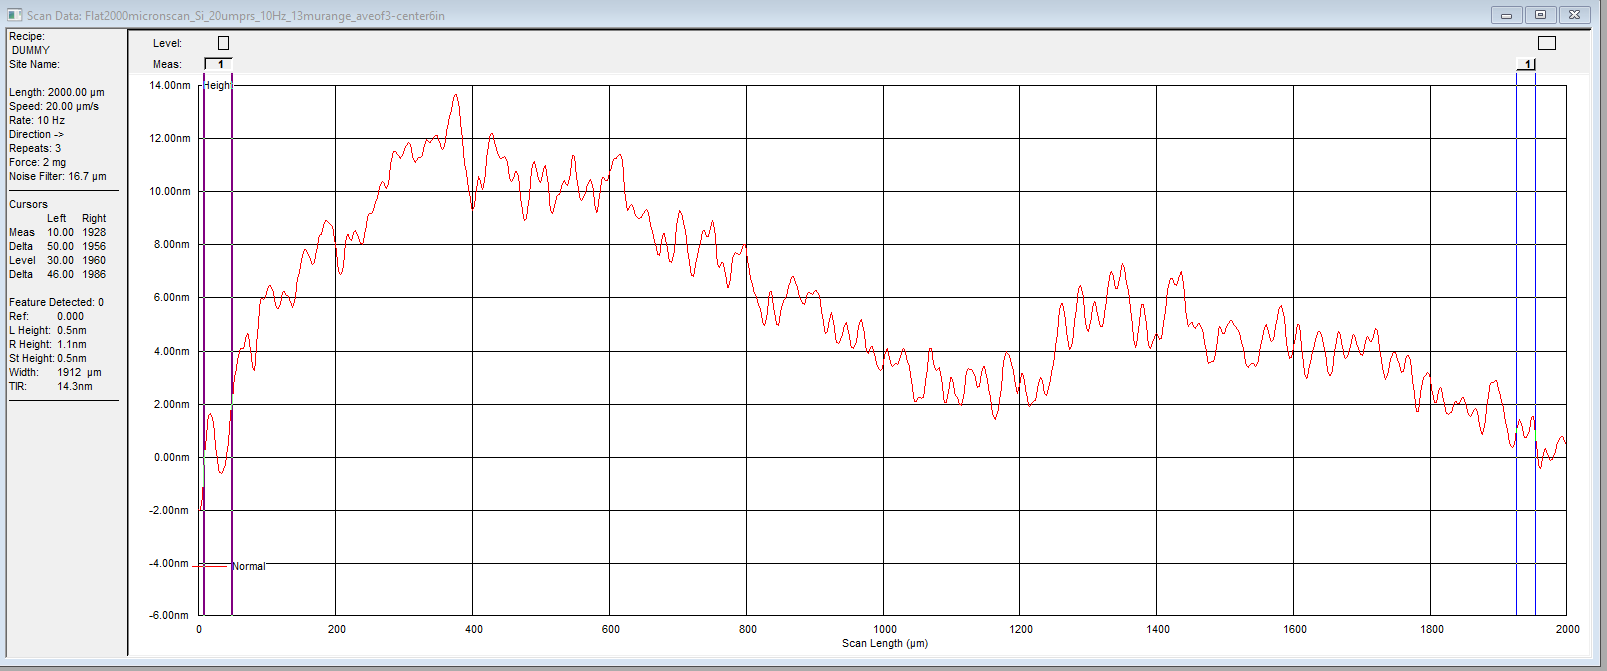 Scan Data: Flat2000micronscan_Si_20umprs_10Hz_13murange_aveof3-center6in
Recipe:
DUMMY
Site Name:
Length: 2000.00 µm
Speed: 20.00 µm/s
Rate: 10 Hz
Direction ->
Repeats: 3
Force: 2 mg
Noise Filter: 16.7 µm
Cursors
Left Right
Meas 10.00 1928
Delta 50.00 1956
Level 30.00 1960
Delta 46.00 1986
Feature Detected: 0
Ref: 0.000
L Height: 0.5nm
R Height: 1.1nm
St Height: 0.5nm
Width: 1912 µm
TIR: 14.3nm
Level:
Meas: 1 1
Height
14.00nm
12.00nm
10.00nm
8.00nm
6.00nm
4.00nm
2.00nm
0.00nm
-2.00nm
-4.00nm
Normal
-6.00nm
0 200 400 600 800 1000 1200 1400 1600 1800 2000
Scan Length (µm)